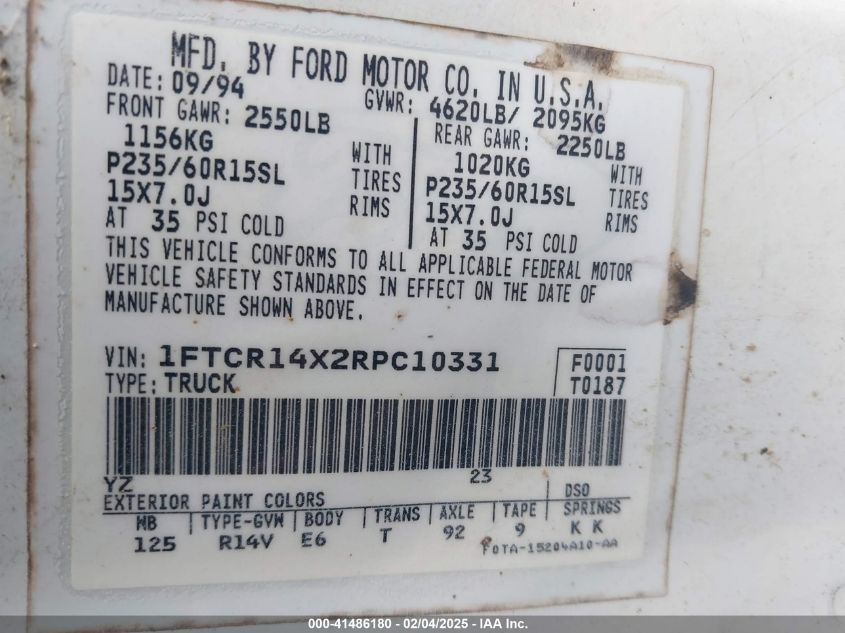 MFD. BY FORD MOTOR CO. IN U.S.A.
DATE: 09/94 GVWR: 4620LB/ 2095KG
FRONT GAWR: 2550LB REAR GAWR: 2250LB
1156KG WITH 1020KG WITH
P235/60R15SL TIRES P235/60R15SL TIRES
15X7.0J RIMS 15X7.0J RIMS
AT 35 PSI COLD AT 35 PSI COLD
THIS VEHICLE CONFORMS TO ALL APPLICABLE FEDERAL MOTOR
VEHICLE SAFETY STANDARDS IN EFFECT ON THE DATE OF
MANUFACTURE SHOWN ABOVE.
VIN: 1FTCR14X2RPC10331 F0001
TYPE: TRUCK T0187
YZ 23
EXTERIOR PAINT COLORS DSO
WB TYPE-GVW BODY TRANS AXLE TAPE SPRINGS
125 R14V E6 T 92 9 K K
F0TA-15204A10-AA
000-41486180 - 02/04/2025 - IAA Inc.